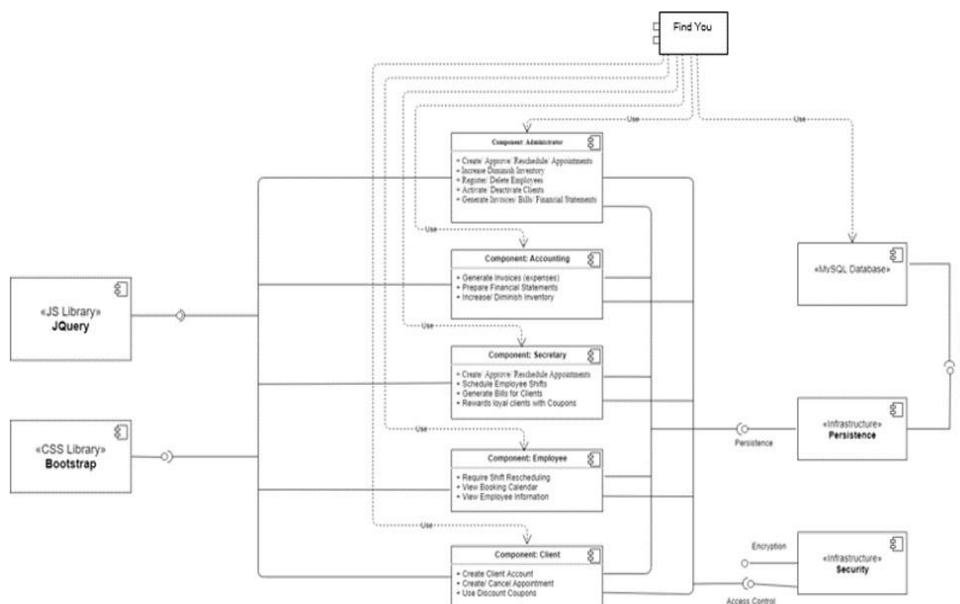 Find You
Use
Use
Component: Administrator
+ Create/ Approve/ Reschedule/ Appointments
+ Increase Diminish Inventory
+ Register/ Delete Employees
+ Activate/ Deactivate Clients
+ Generate Invoices/ Bills/ Financial Statements
Use
Component: Accounting
+ Generate Invoices (expenses)
+ Prepare Financial Statements
+ Increase/ Diminish Inventory
«MySQL Database»
«JS Library»
JQuery
Use
Component: Secretary
+ Create/ Approve/ Reschedule Appointments
+ Schedule Employee Shifts
+ Generate Bills for Clients
+ Rewards loyal clients with Coupons
«CSS Library»
Bootstrap
Use
Persistence
«Infrastructure»
Persistence
Component: Employee
+ Require Shift Rescheduling
+ View Booking Calendar
+ View Employee Information
Use
Component: Client
+ Create Client Account
+ Create/ Cancel Appointment
+ Use Discount Coupons
Encryption
Access Control
«Infrastructure»
Security